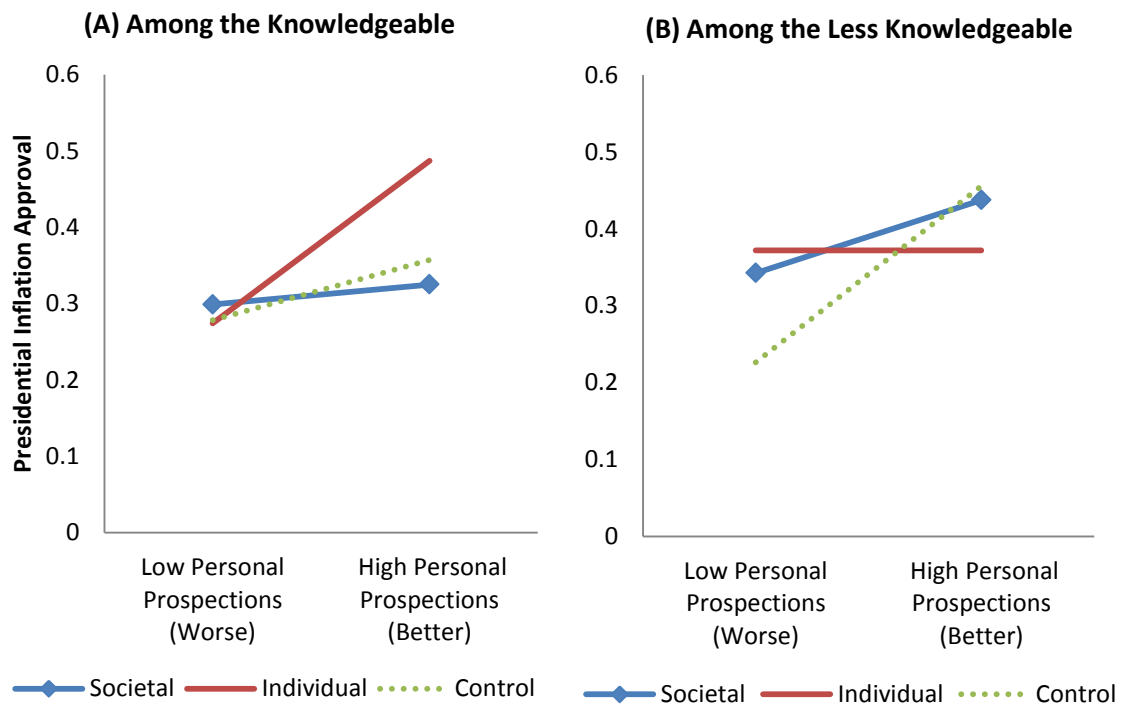 (A) Among the Knowledgeable
Presidential Inflation Approval
0.6
0.5
0.4
0.3
0.2
0.1
0
Low Personal
Prospections
(Worse)
High Personal
Prospections
(Better)
Societal
Individual
Control
(B) Among the Less Knowledgeable
0.6
0.5
0.4
0.3
0.2
0.1
0
Low Personal
Prospections
(Worse)
High Personal
Prospections
(Better)
Societal
Individual
Control